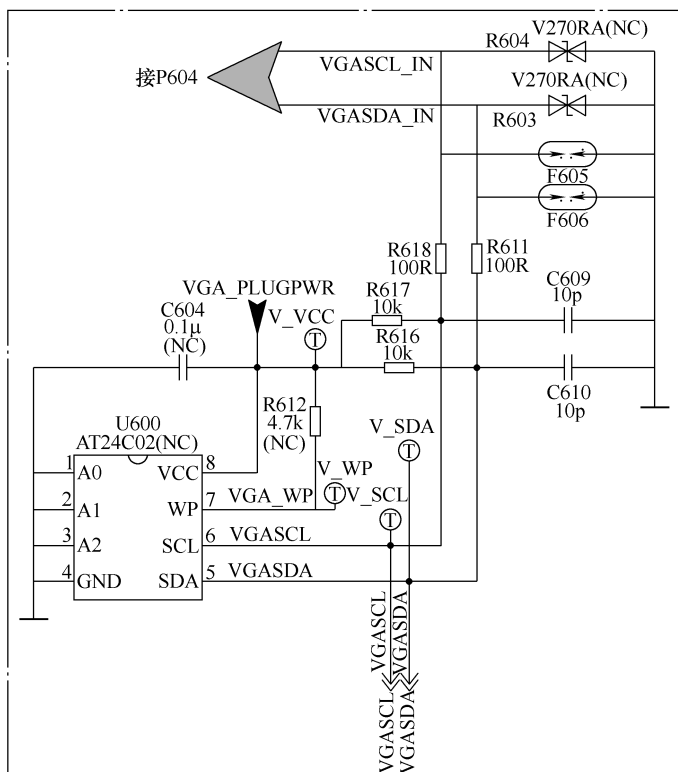 V270RA(NC)
R604
VGASCL_IN
接P604
V270RA(NC)
VGASDA_IN
R603
F605
F606
R618
100R
R611
100R
VGA_PLUGPWR
R617
10k
C609
10p
C604
0.1μ
(NC)
V_VCC
T
R616
10k
C610
10p
U600
AT24C02(NC)
R612
4.7k
(NC)
V_SDA
T
1 A0
VCC 8
V_WP
T
V_SCL
T
2 A1
WP 7
VGA_WP
3 A2
SCL 6
VGASCL
4 GND
SDA 5
VGASDA
VGASCL
VGASDA
VGASCL
VGASDA